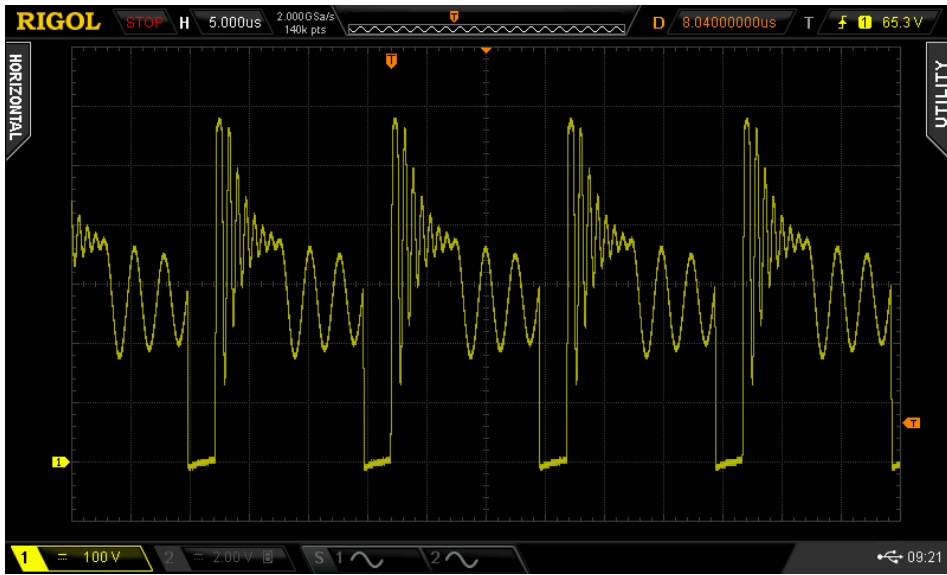 RIGOL STOP H 5.000us 2.000GSa/s 140k pts T D 8.04000000us T 1 65.3 V
T
HORIZONTAL
UTILITY
T
1
1 = 100 V 2 = 2.00 V B S 1 2 09:21